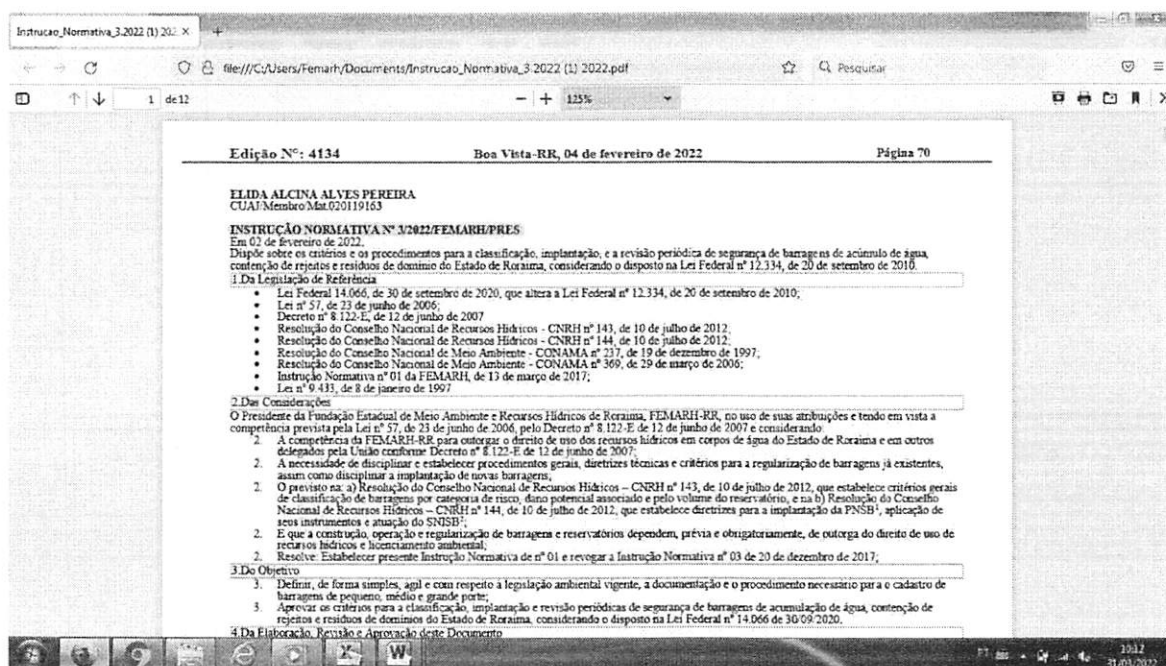 Instrucao_Normativa_3.2022 (1) 202 ×
file:///C:/Users/Femarh/Documents/Instrucao_Normativa_3 2022 (1) 2022.pdf
Pesquisar
1 de 12
125%
Edição N°: 4134 Boa Vista-RR, 04 de fevereiro de 2022 Página 70
ELIDA ALCINA ALVES PEREIRA
CUAJ/Membro/Mat.020119163
INSTRUÇÃO NORMATIVA N° 3/2022/FEMARH/PRES
Em 02 de fevereiro de 2022.
Dispõe sobre os critérios e os procedimentos para a classificação, implantação, e a revisão periódica de segurança de barragens de acúmulo de água,
contenção de rejeitos e resíduos de domínio do Estado de Roraima, considerando o disposto na Lei Federal n° 12.334, de 20 de setembro de 2010.
1.Da Legislação de Referência
• Lei Federal 14.066, de 30 de setembro de 2020, que altera a Lei Federal n° 12.334, de 20 de setembro de 2010;
• Lei n° 57, de 23 de junho de 2006;
• Decreto n° 8.122-E, de 12 de junho de 2007
• Resolução do Conselho Nacional de Recursos Hídricos - CNRH n° 143, de 10 de julho de 2012;
• Resolução do Conselho Nacional de Recursos Hídricos - CNRH n° 144, de 10 de julho de 2012;
• Resolução do Conselho Nacional de Meio Ambiente - CONAMA n° 237, de 19 de dezembro de 1997;
• Resolução do Conselho Nacional de Meio Ambiente - CONAMA n° 369, de 29 de março de 2006;
• Instrução Normativa n° 01 da FEMARH, de 13 de março de 2017;
• Lei n° 9.433, de 8 de janeiro de 1997
2.Das Considerações
O Presidente da Fundação Estadual de Meio Ambiente e Recursos Hídricos de Roraima, FEMARH-RR, no uso de suas atribuições e tendo em vista a
competência prevista pela Lei n° 57, de 23 de junho de 2006, pelo Decreto n° 8.122-E de 12 de junho de 2007 e considerando:
2. A competência da FEMARH-RR para outorgar o direito de uso dos recursos hídricos em corpos de água do Estado de Roraima e em outros
delegados pela União conforme Decreto n° 8.122-E de 12 de junho de 2007;
2. A necessidade de disciplinar e estabelecer procedimentos gerais, diretrizes técnicas e critérios para a regularização de barragens já existentes,
assim como disciplinar a implantação de novas barragens;
2. O previsto na: a) Resolução do Conselho Nacional de Recursos Hídricos – CNRH n° 143, de 10 de julho de 2012, que estabelece critérios gerais
de classificação de barragens por categoria de risco, dano potencial associado e pelo volume do reservatório, e na b) Resolução do Conselho
Nacional de Recursos Hídricos – CNRH n° 144, de 10 de julho de 2012, que estabelece diretrizes para a implantação da PNSB¹, aplicação de
seus instrumentos e atuação do SNISB²;
2. E que a construção, operação e regularização de barragens e reservatórios dependem, prévia e obrigatoriamente, de outorga do direito de uso de
recursos hídricos e licenciamento ambiental;
2. Resolve: Estabelecer presente Instrução Normativa de n° 01 e revogar a Instrução Normativa n° 03 de 20 de dezembro de 2017;
3.Do Objetivo
3. Definir, de forma simples, ágil e com respeito à legislação ambiental vigente, a documentação e o procedimento necessário para o cadastro de
barragens de pequeno, médio e grande porte;
3. Aprovar os critérios para a classificação, implantação e revisão periódicas de segurança de barragens de acumulação de água, contenção de
rejeitos e resíduos de domínios do Estado de Roraima, considerando o disposto na Lei Federal n° 14.066 de 30/09/2020.
4.Da Elaboração, Revisão e Aprovação deste Documento
PT
10:12
31/03/2022